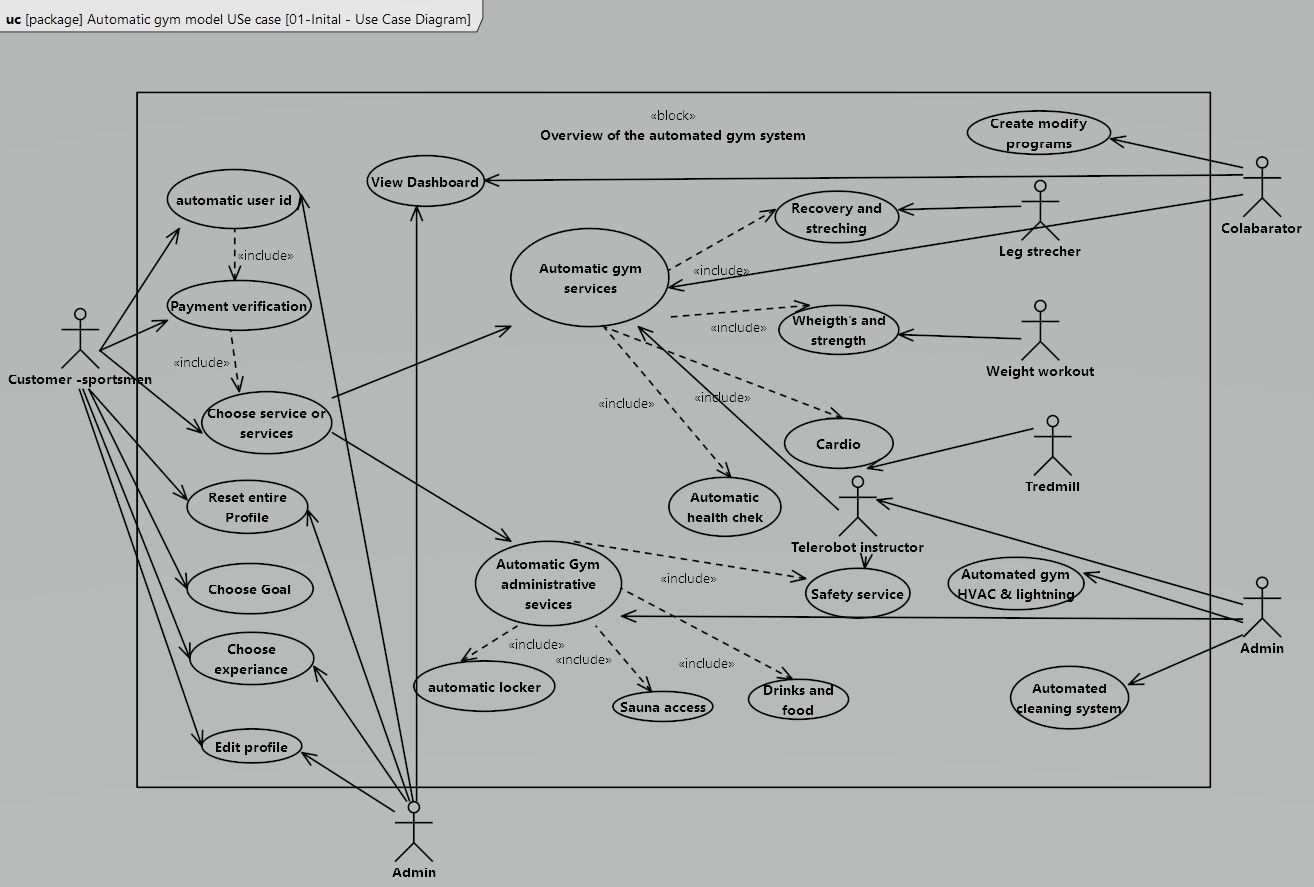 uc [package] Automatic gym model USe case [01-Inital - Use Case Diagram]
«block»
Overview of the automated gym system
Create modify
programs
View Dashboard
automatic user id
Recovery and
streching
Colabarator
Leg strecher
«include»
Automatic gym
services
«include»
Payment verification
Wheigth's and
strength
«include»
«include»
Weight workout
Customer -sportsmen
«include»
«include»
Choose service or
services
Cardio
Tredmill
Reset entire
Profile
Automatic
health chek
Telerobot instructor
Automatic Gym
administrative
sevices
«include»
Safety service
Automated gym
HVAC & lightning
Choose Goal
Admin
«include»
«include»
«include»
Choose
experiance
automatic locker
Sauna access
Drinks and
food
Automated
cleaning system
Edit profile
Admin